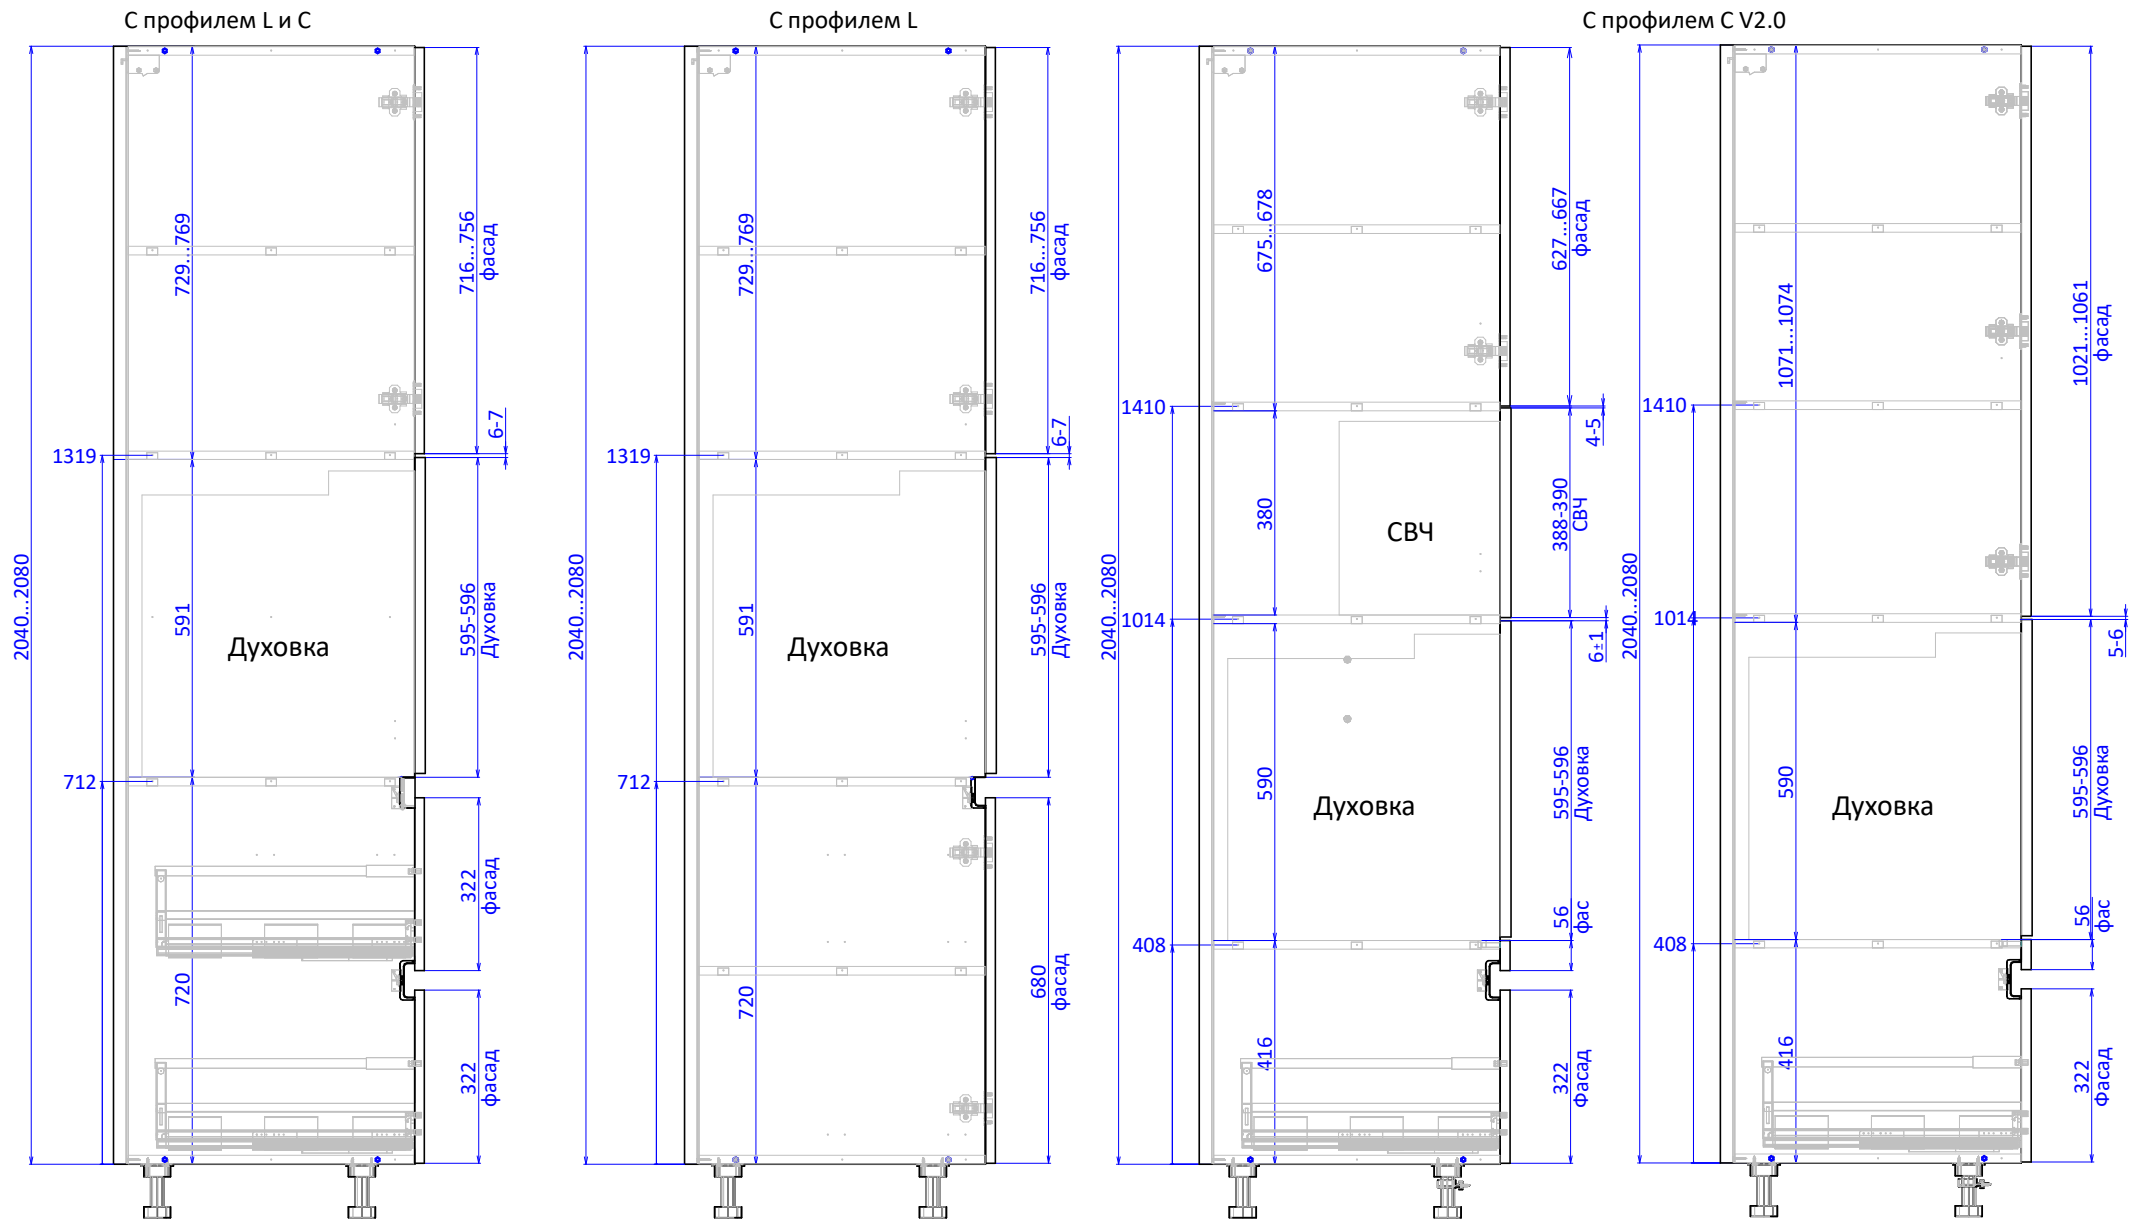 С профилем L и C
С профилем L
С профилем C V2.0
2040...2080
1319
712
729...769
591
720
716...756
фасад
6-7
595-596
Духовка
322
фасад
322
фасад
Духовка
2040...2080
1319
712
729...769
591
720
716...756
фасад
6-7
595-596
Духовка
680
фасад
Духовка
2040...2080
1410
1014
408
675...678
380
590
416
627...667
фасад
4-5
388-390
СВЧ
6±1
595-596
Духовка
56
фас
322
фасад
СВЧ
Духовка
2040...2080
1410
1014
408
1071...1074
590
416
1021...1061
фасад
5-6
595-596
Духовка
56
фас
322
фасад
Духовка